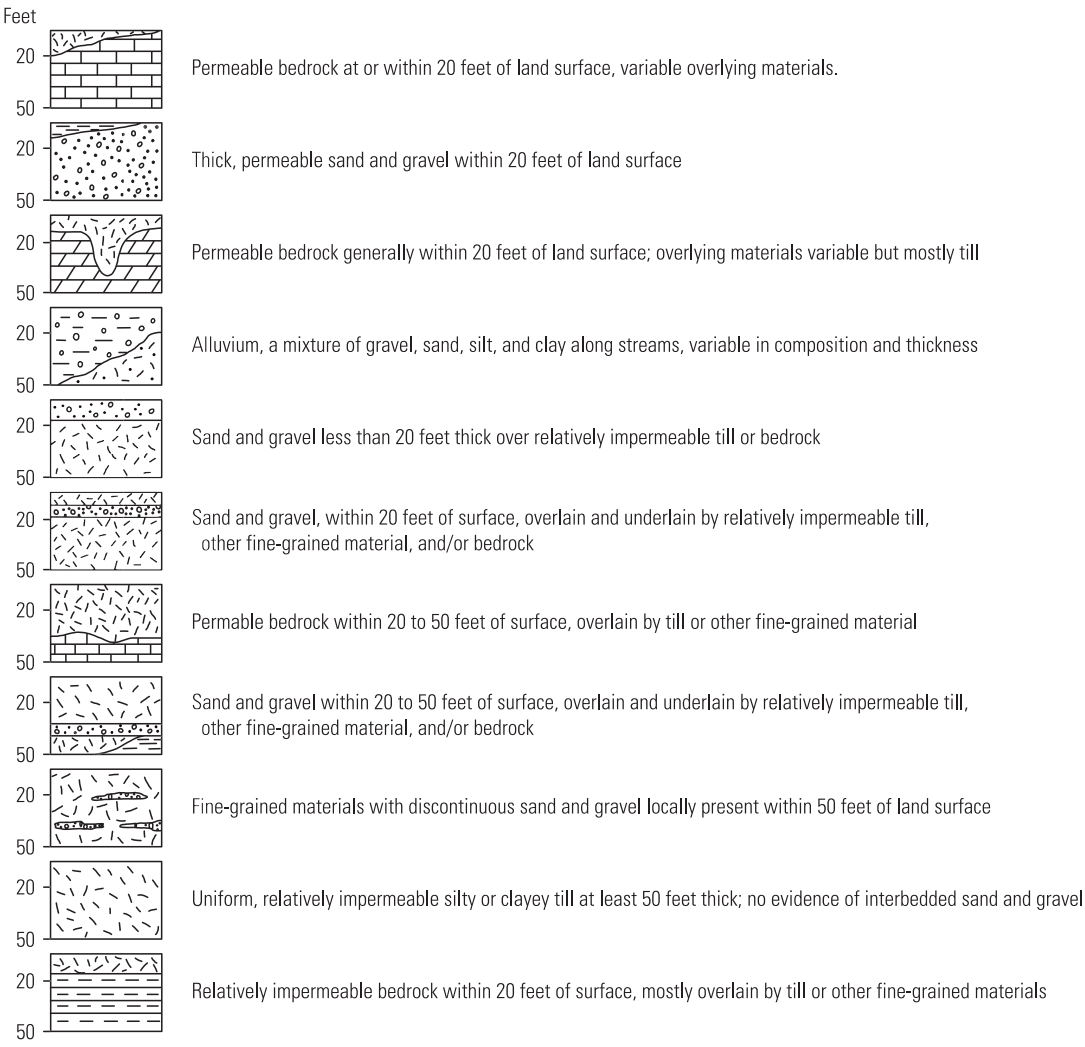 Feet
20
50
Permeable bedrock at or within 20 feet of land surface, variable overlying materials.
20
50
Thick, permeable sand and gravel within 20 feet of land surface
20
50
Permeable bedrock generally within 20 feet of land surface; overlying materials variable but mostly till
20
50
Alluvium, a mixture of gravel, sand, silt, and clay along streams, variable in composition and thickness
20
50
Sand and gravel less than 20 feet thick over relatively impermeable till or bedrock
20
50
Sand and gravel, within 20 feet of surface, overlain and underlain by relatively impermeable till,
other fine-grained material, and/or bedrock
20
50
Permable bedrock within 20 to 50 feet of surface, overlain by till or other fine-grained material
20
50
Sand and gravel within 20 to 50 feet of surface, overlain and underlain by relatively impermeable till,
other fine-grained material, and/or bedrock
20
50
Fine-grained materials with discontinuous sand and gravel locally present within 50 feet of land surface
20
50
Uniform, relatively impermeable silty or clayey till at least 50 feet thick; no evidence of interbedded sand and gravel
20
50
Relatively impermeable bedrock within 20 feet of surface, mostly overlain by till or other fine-grained materials